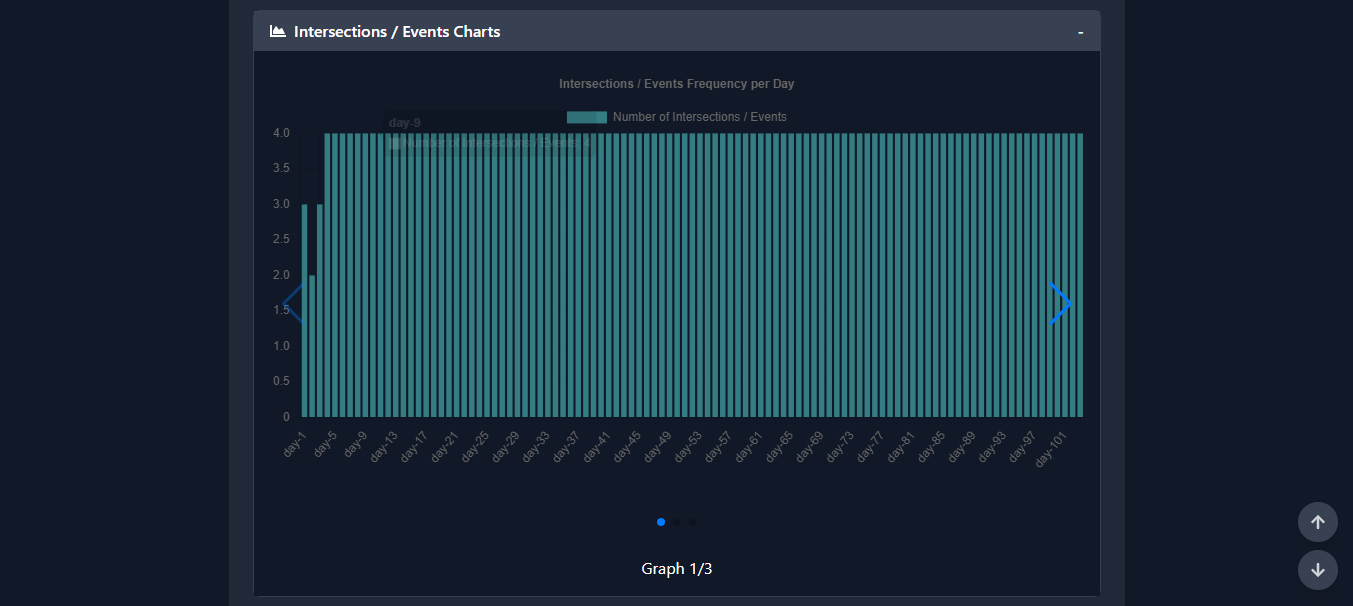 Intersections / Events Charts
-
Intersections / Events Frequency per Day
Number of Intersections / Events
day-9
Number of Intersections / Events: 4
4.0
3.5
3.0
2.5
2.0
1.5
1.0
0.5
0
day-1
day-5
day-9
day-13
day-17
day-21
day-25
day-29
day-33
day-37
day-41
day-45
day-49
day-53
day-57
day-61
day-65
day-69
day-73
day-77
day-81
day-85
day-89
day-93
day-97
day-101
Graph 1/3